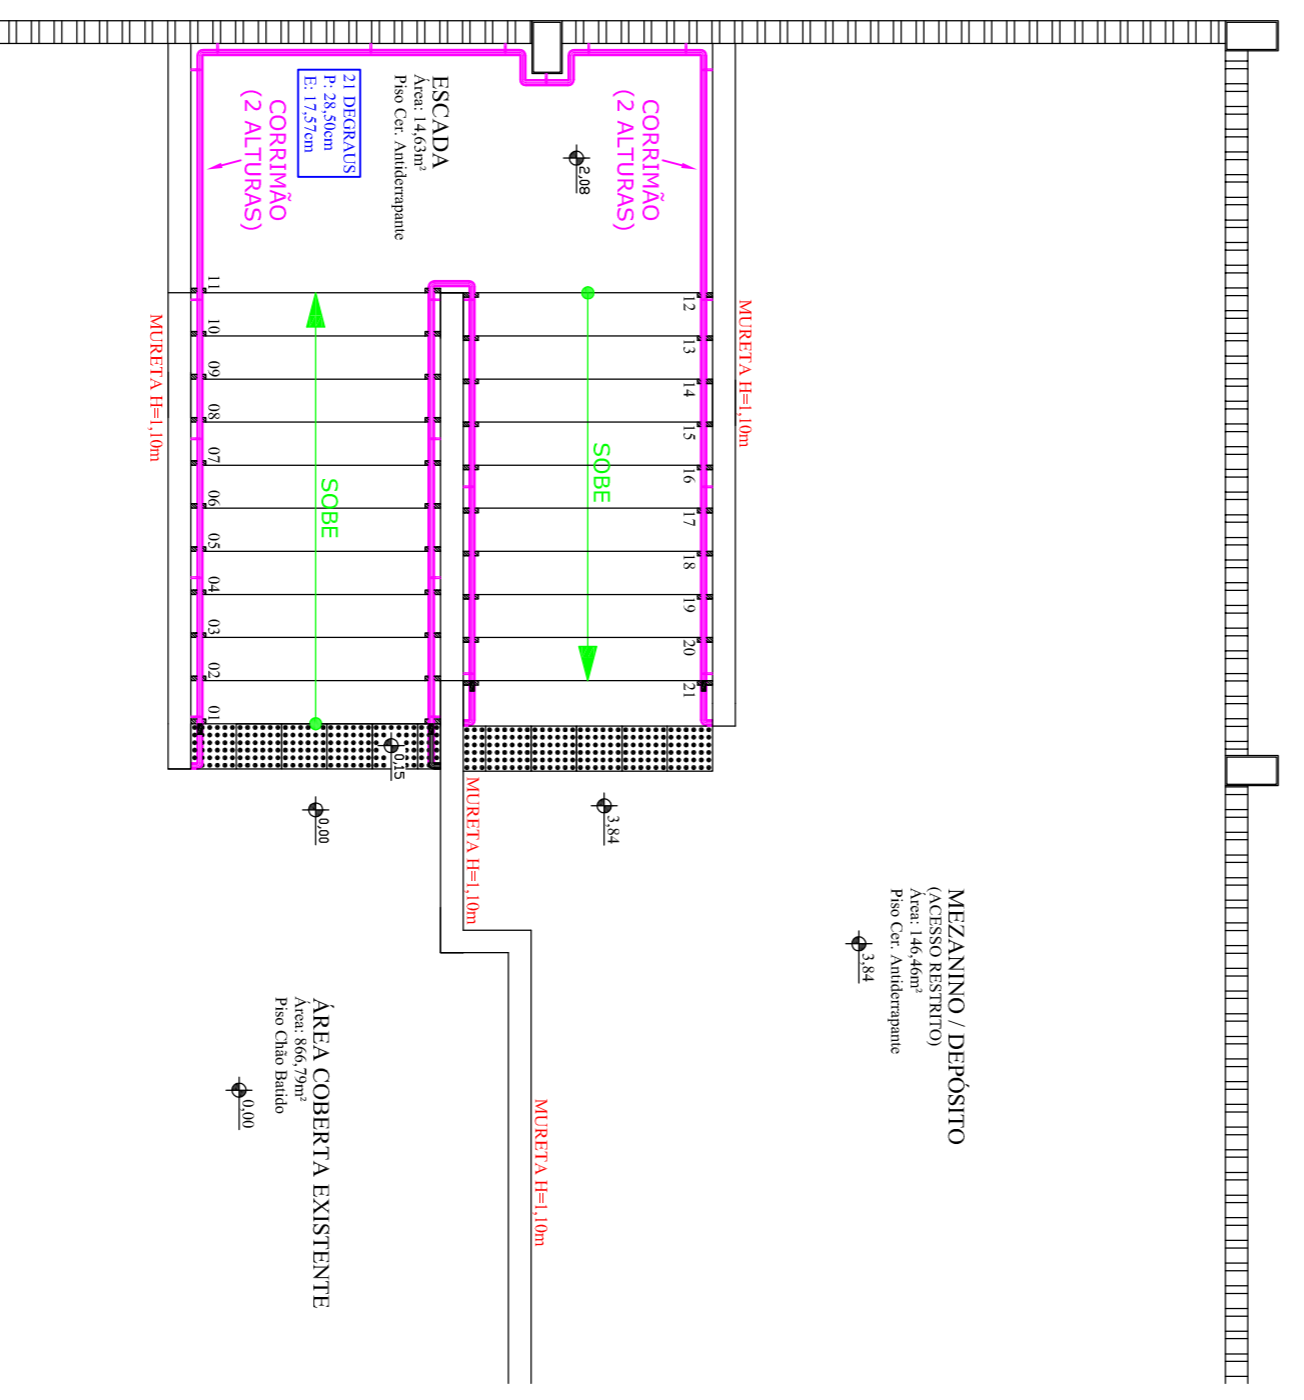 ESCADA
Área: 14,63m²
Piso Cer. Antiderrapante
21 DEGRAUS
P: 28,50cm
E: 17,57cm
CORRIMÃO
(2 ALTURAS)
CORRIMÃO
(2 ALTURAS)
2,08
MURETA H=1,10m
MURETA H=1,10m
12
13
14
15
16
17
18
19
20
21
SOBE
11
10
09
08
07
06
05
04
03
02
01
SOBE
0,15
0,00
3,84
MURETA H=1,10m
MEZANINO / DEPÓSITO
(ACESSO RESTRITO)
Área: 146,46m²
Piso Cer. Antiderrapante
3,84
ÁREA COBERTA EXISTENTE
Área: 866,79m²
Piso Chão Batido
0,00
MURETA H=1,10m